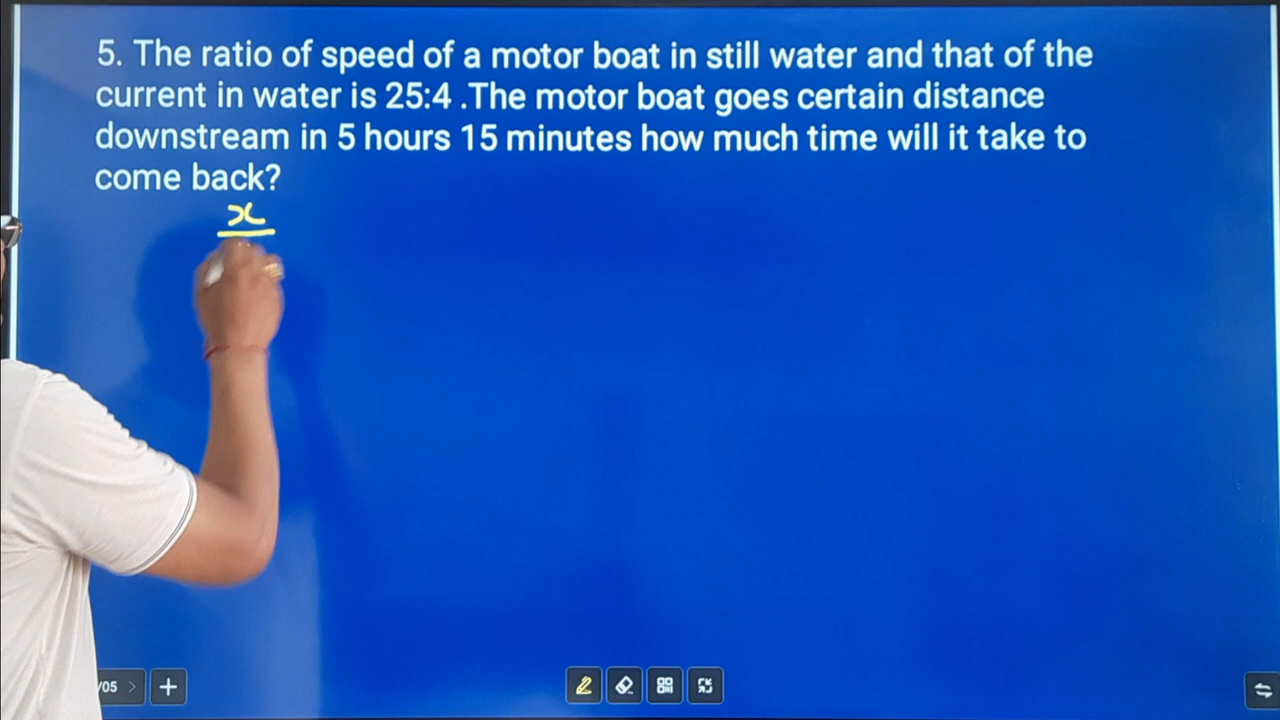 5. The ratio of speed of a motor boat in still water and that of the
current in water is 25:4 .The motor boat goes certain distance
downstream in 5 hours 15 minutes how much time will it take to
come back?
x
/05 >